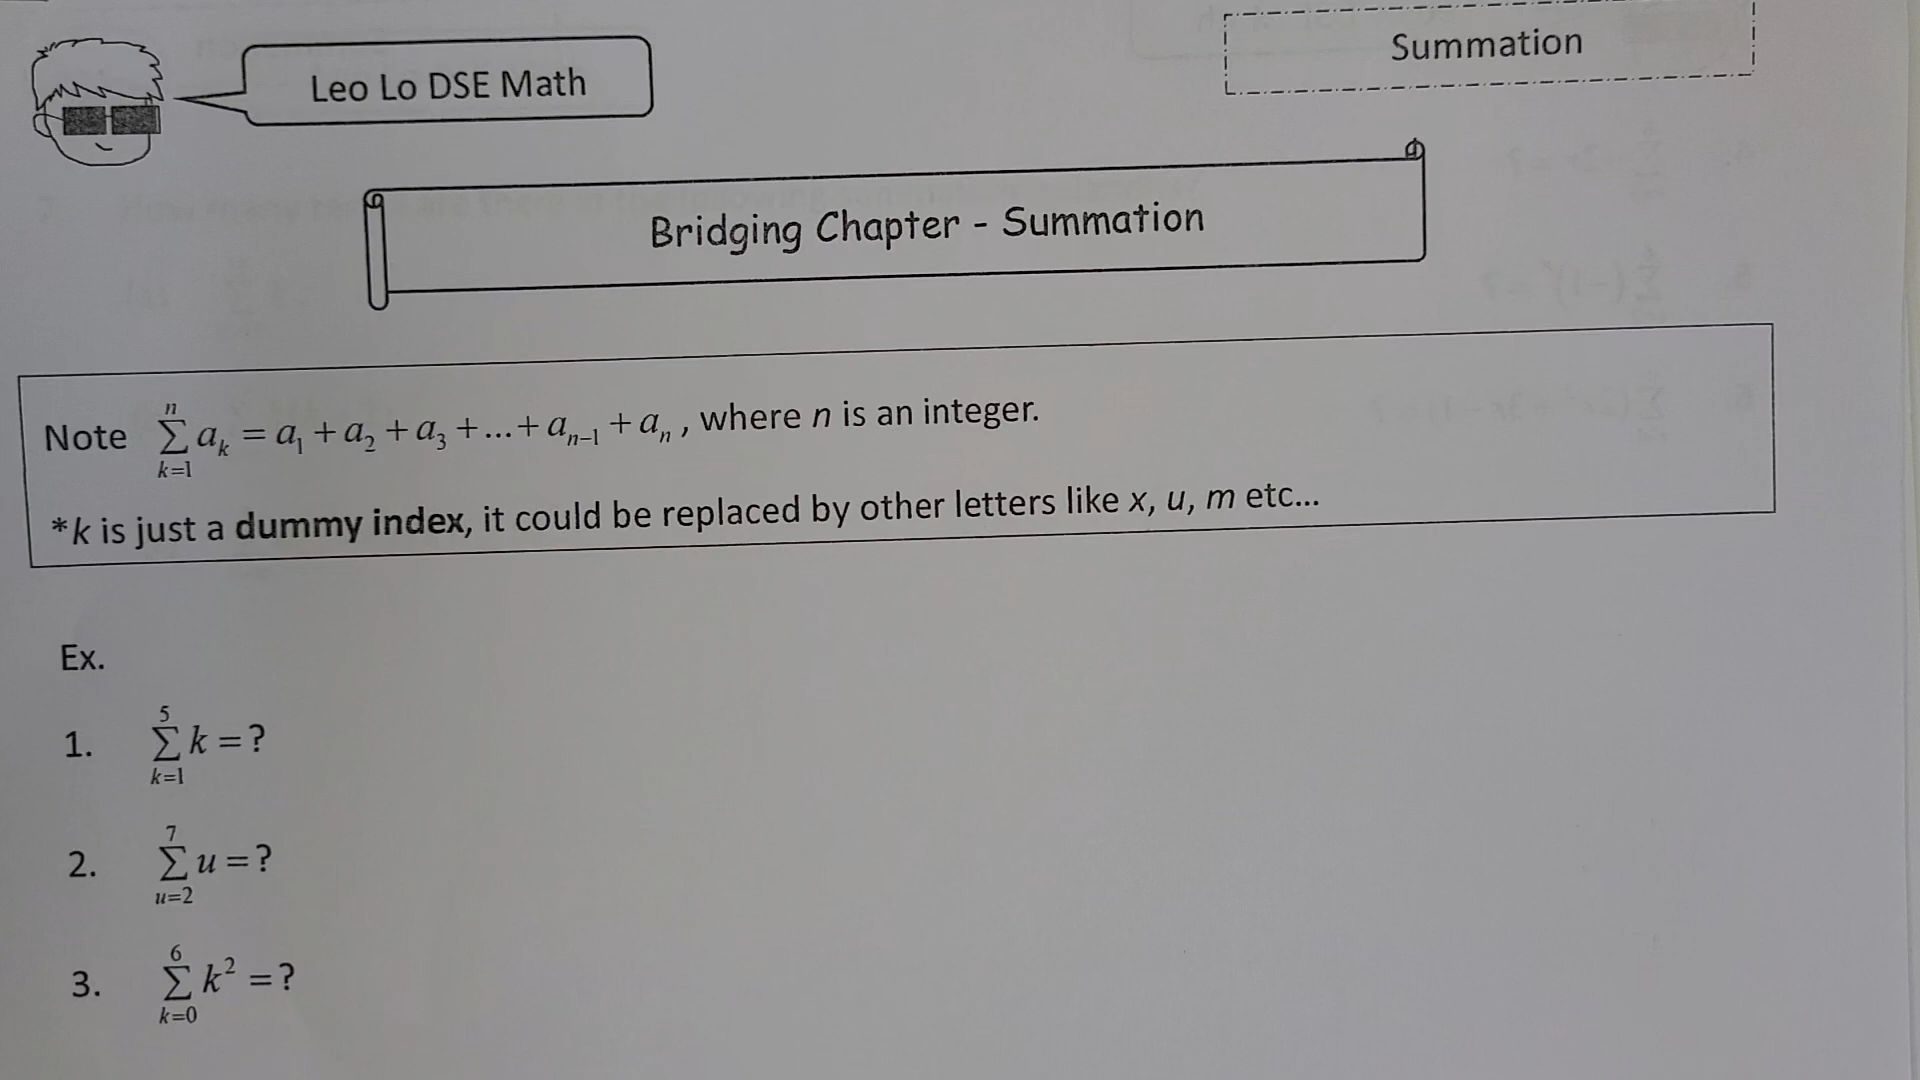 Leo Lo DSE Math
Summation
Bridging Chapter - Summation
Note $\sum_{k=1}^{n} a_k = a_1 + a_2 + a_3 + ... + a_{n-1} + a_n$, where n is an integer.
*k is just a dummy index, it could be replaced by other letters like x, u, m etc...
Ex.
1. $\sum_{k=1}^{5} k = ?$
2. $\sum_{u=2}^{7} u = ?$
3. $\sum_{k=0}^{6} k^2 = ?$